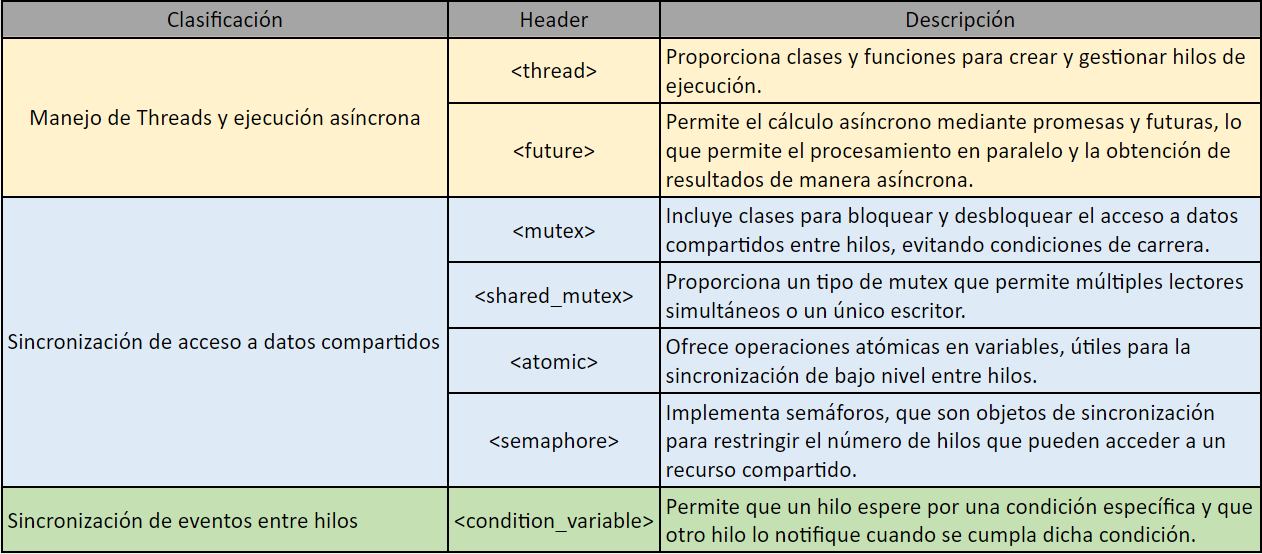 Clasificación Header Descripción
Manejo de Threads y ejecución asíncrona
<thread>
Proporciona clases y funciones para crear y gestionar hilos de
ejecución.
<future>
Permite el cálculo asíncrono mediante promesas y futuras, lo
que permite el procesamiento en paralelo y la obtención de
resultados de manera asíncrona.
Sincronización de acceso a datos compartidos
<mutex>
Incluye clases para bloquear y desbloquear el acceso a datos
compartidos entre hilos, evitando condiciones de carrera.
<shared_mutex>
Proporciona un tipo de mutex que permite múltiples lectores
simultáneos o un único escritor.
<atomic>
Ofrece operaciones atómicas en variables, útiles para la
sincronización de bajo nivel entre hilos.
<semaphore>
Implementa semáforos, que son objetos de sincronización
para restringir el número de hilos que pueden acceder a un
recurso compartido.
Sincronización de eventos entre hilos
<condition_variable>
Permite que un hilo espere por una condición específica y que
otro hilo lo notifique cuando se cumpla dicha condición.